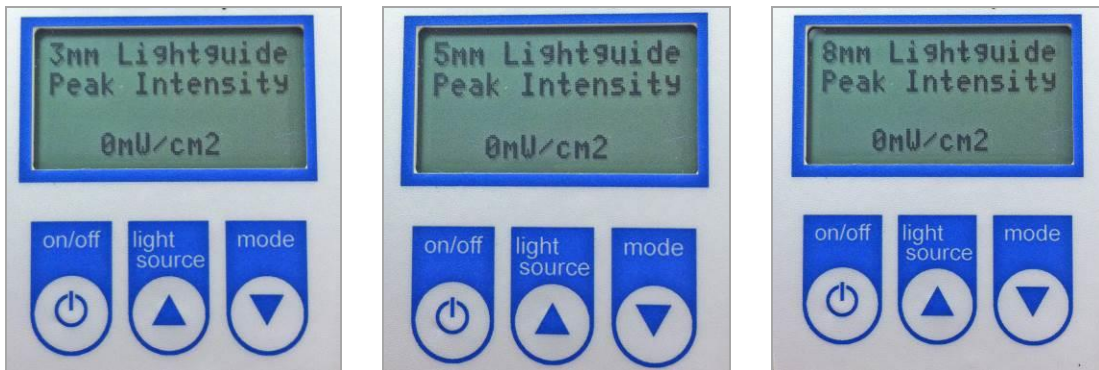 3mm Lightguide
Peak Intensity
0mW/cm2
on/off
light
source
mode
5mm Lightguide
Peak Intensity
0mW/cm2
on/off
light
source
mode
8mm Lightguide
Peak Intensity
0mW/cm2
on/off
light
source
mode